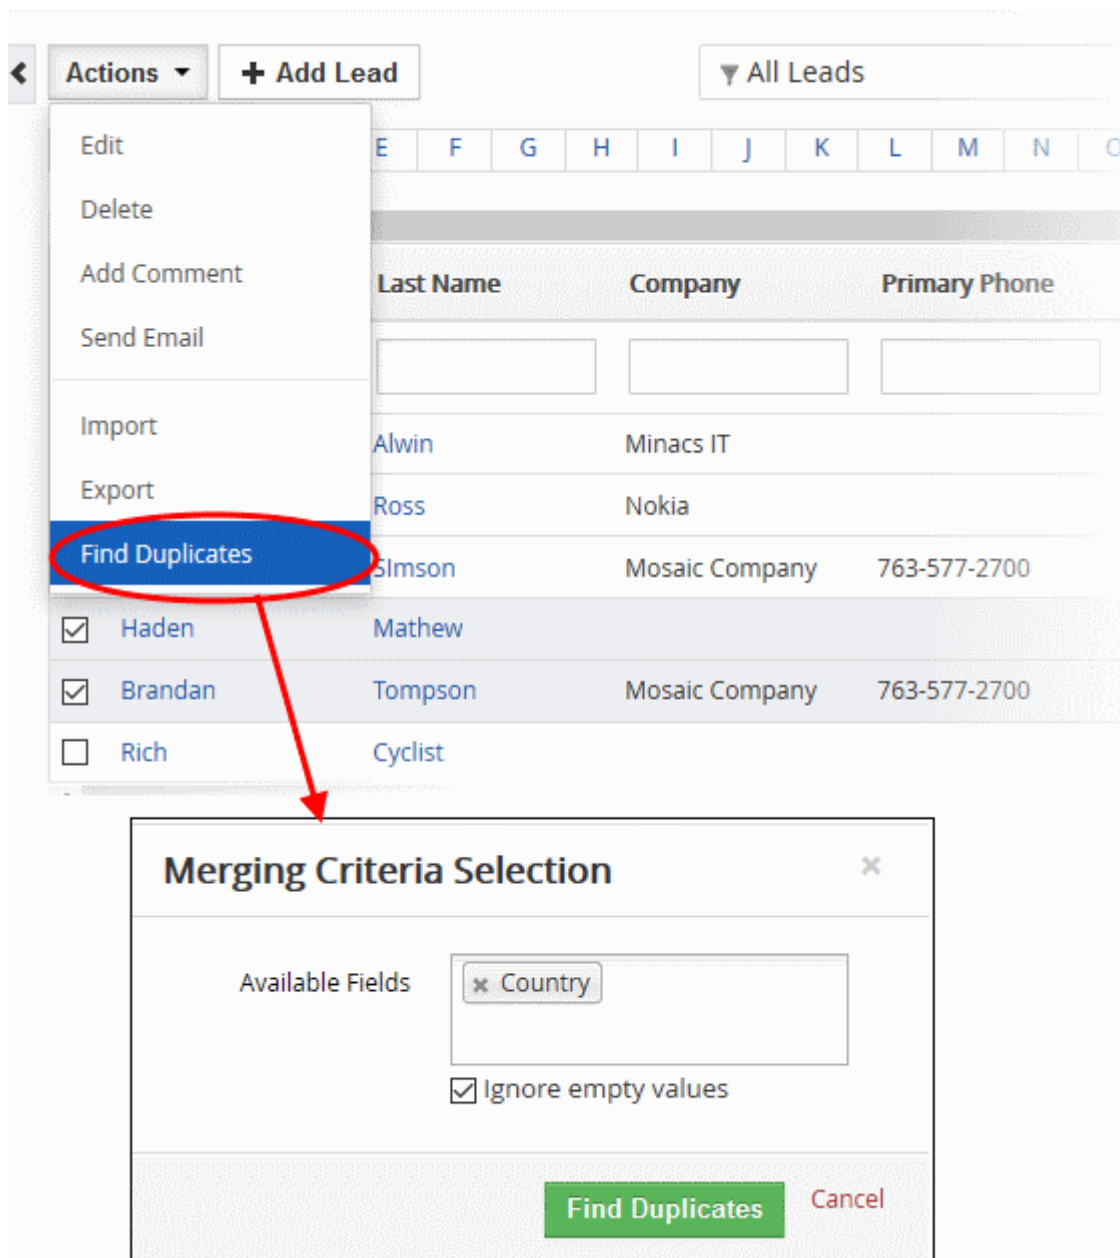 Actions + Add Lead All Leads
Edit E F G H I J K L M N
Delete
Add Comment Last Name Company Primary Phone
Send Email
Import Alwin Minacs IT
Export Ross Nokia
Find Duplicates SImson Mosaic Company 763-577-2700
Haden Mathew
Brandan Tompson Mosaic Company 763-577-2700
Rich Cyclist
Merging Criteria Selection ×
Available Fields × Country
Ignore empty values
Find Duplicates Cancel